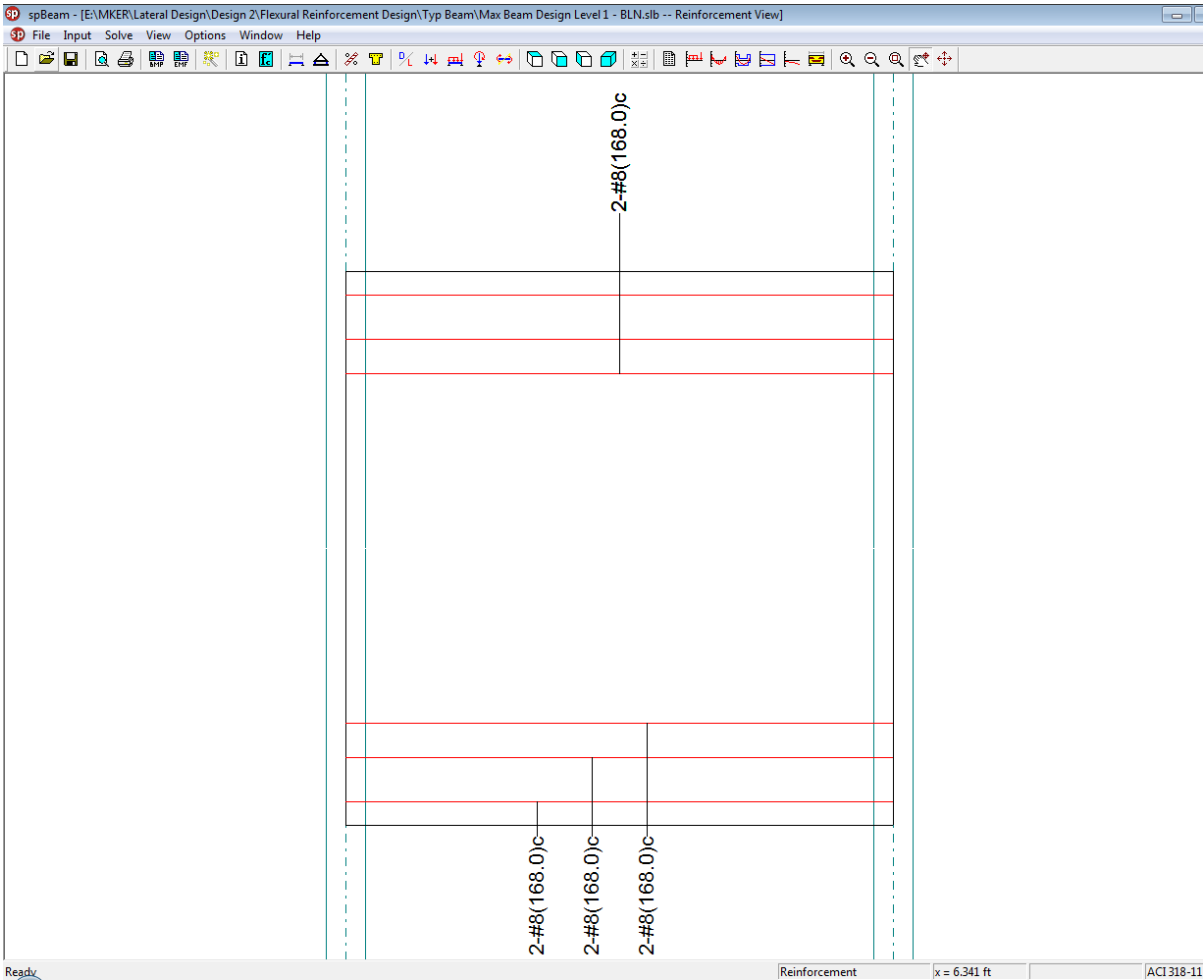 sp spBeam - [E:\MKER\Lateral Design\Design 2\Flexural Reinforcement Design\Typ Beam\Max Beam Design Level 1 - BLN.slb -- Reinforcement View]
sp File Input Solve View Options Window Help
2-#8(168.0)c
2-#8(168.0)c
2-#8(168.0)c
2-#8(168.0)c
Ready Reinforcement x = 6.341 ft ACI 318-11